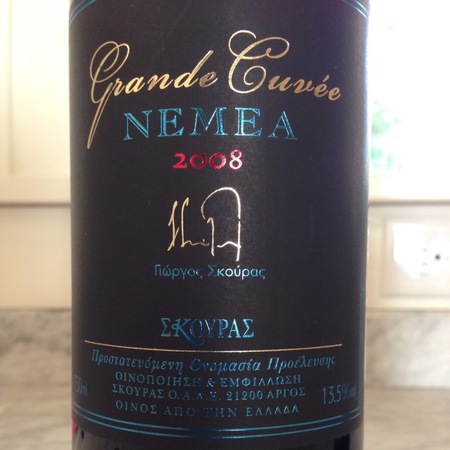 Grande Cuvée
NEMEA
2008
Γιώργος Σκούρας
ΣΚΟΥΡΑΣ
Προστατευόμενη Ονομασία Προέλευσης
ΟΙΝΟΠΟΙΗΣΗ & ΕΜΦΙΑΛΩΣΗ
ΣΚΟΥΡΑΣ Ο.Α.Α.Ε. 21200 ΑΡΓΟΣ
ΟΙΝΟΣ ΑΠΟ ΤΗΝ ΕΛΛΑΔΑ
13.5%